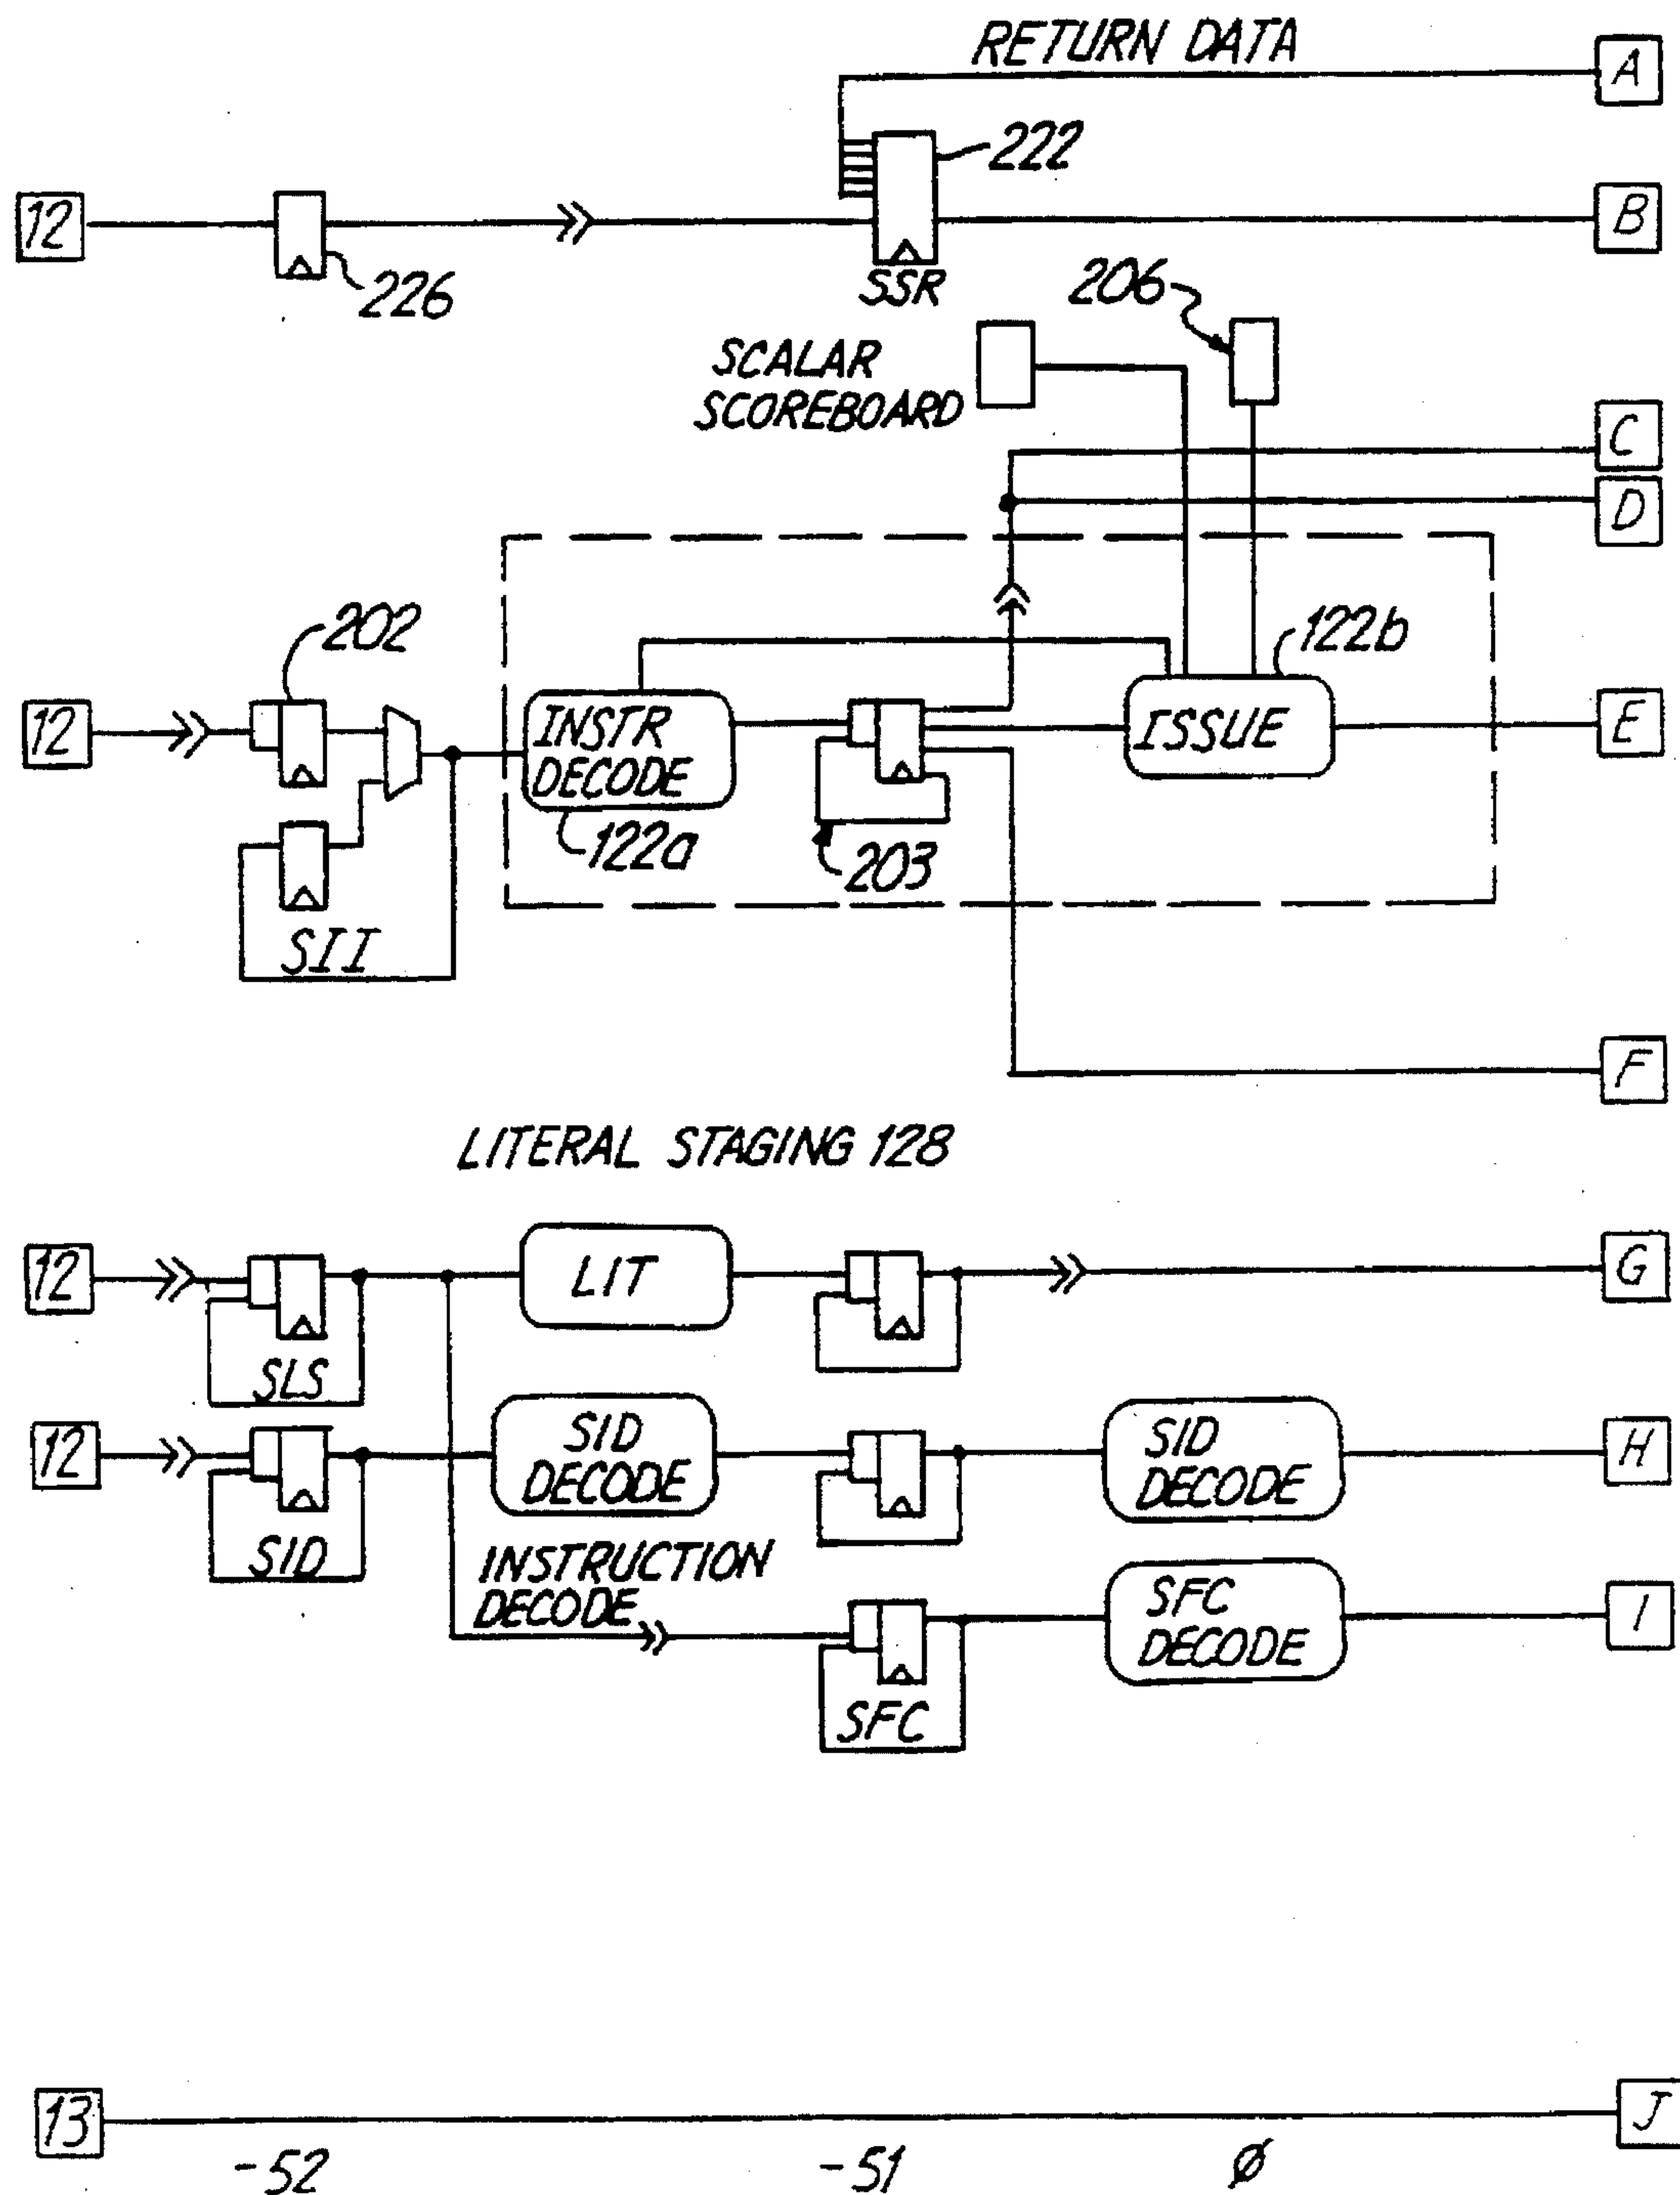 RETURN DATA
A
222
12
B
226
SSR
206
SCALAR
SCOREBOARD
C
D
202
122b
12
INSTR
DECODE
ISSUE
E
122a
203
SII
F
LITERAL STAGING 128
12
LIT
G
SLS
12
SID
DECODE
SID
DECODE
H
SID
INSTRUCTION
DECODE
SFC
DECODE
I
SFC
13
J
-52
-51
ø